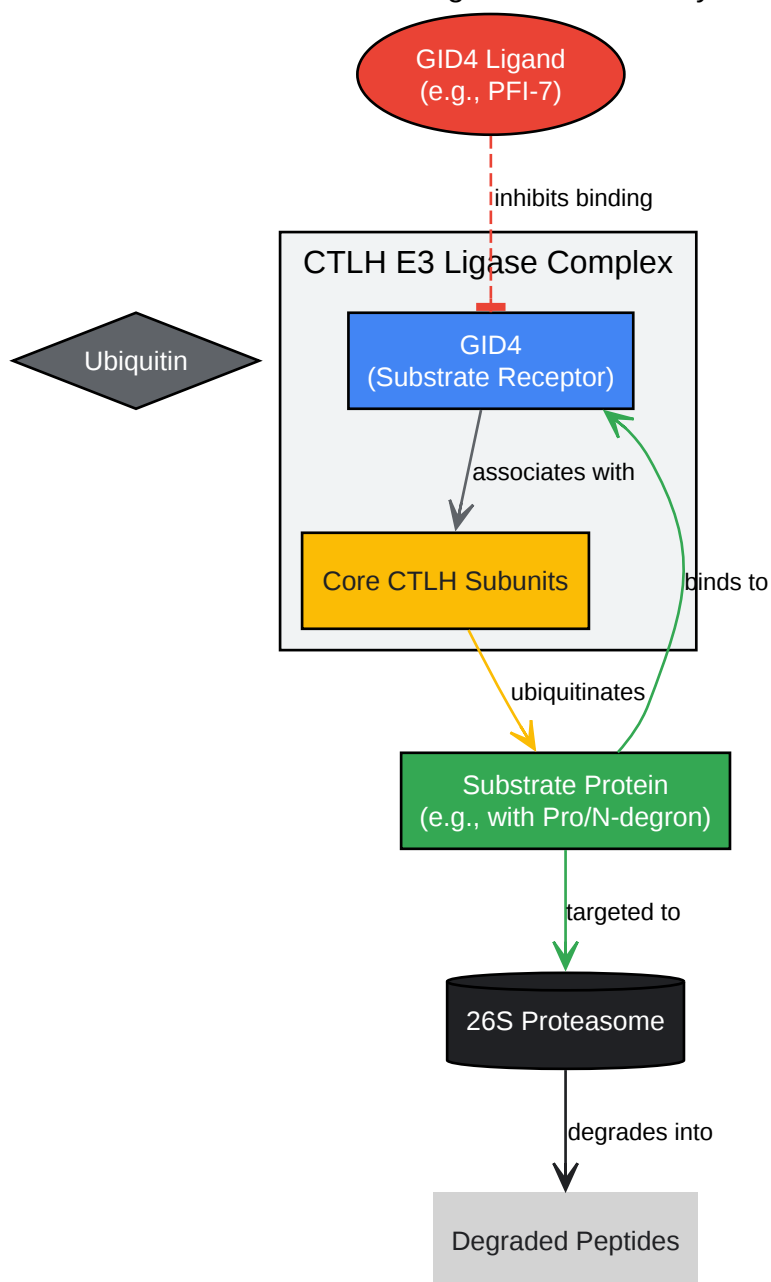 GID4 Ligand
(e.g., PFI-7)
inhibits binding
CTLH E3 Ligase Complex
Ubiquitin
GID4
(Substrate Receptor)
associates with
Core CTLH Subunits
binds to
ubiquitinates
Substrate Protein
(e.g., with Pro/N-degron)
targeted to
26S Proteasome
degrades into
Degraded Peptides